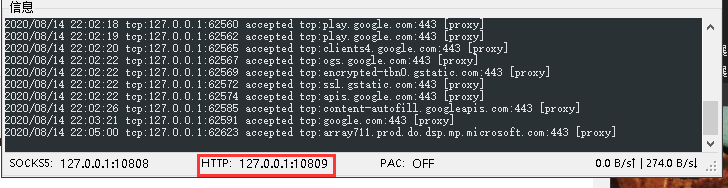 信息
2020/08/14 22:02:18 tcp:127.0.0.1:62560 accepted tcp:play.google.com:443 [proxy]
2020/08/14 22:02:19 tcp:127.0.0.1:62562 accepted tcp:play.google.com:443 [proxy]
2020/08/14 22:02:20 tcp:127.0.0.1:62565 accepted tcp:clients4.google.com:443 [proxy]
2020/08/14 22:02:22 tcp:127.0.0.1:62567 accepted tcp:ogs.google.com:443 [proxy]
2020/08/14 22:02:22 tcp:127.0.0.1:62569 accepted tcp:encrypted-tbn0.gstatic.com:443 [proxy]
2020/08/14 22:02:22 tcp:127.0.0.1:62572 accepted tcp:ssl.gstatic.com:443 [proxy]
2020/08/14 22:02:22 tcp:127.0.0.1:62574 accepted tcp:apis.google.com:443 [proxy]
2020/08/14 22:02:26 tcp:127.0.0.1:62585 accepted tcp:content-autofill.googleapis.com:443 [proxy]
2020/08/14 22:03:21 tcp:127.0.0.1:62591 accepted tcp:google.com:443 [proxy]
2020/08/14 22:05:00 tcp:127.0.0.1:62623 accepted tcp:array711.prod.do.dsp.mp.microsoft.com:443 [proxy]
SOCKS5: 127.0.0.1:10808 HTTP: 127.0.0.1:10809 PAC: OFF 0.0 B/s↑ | 274.0 B/s↓